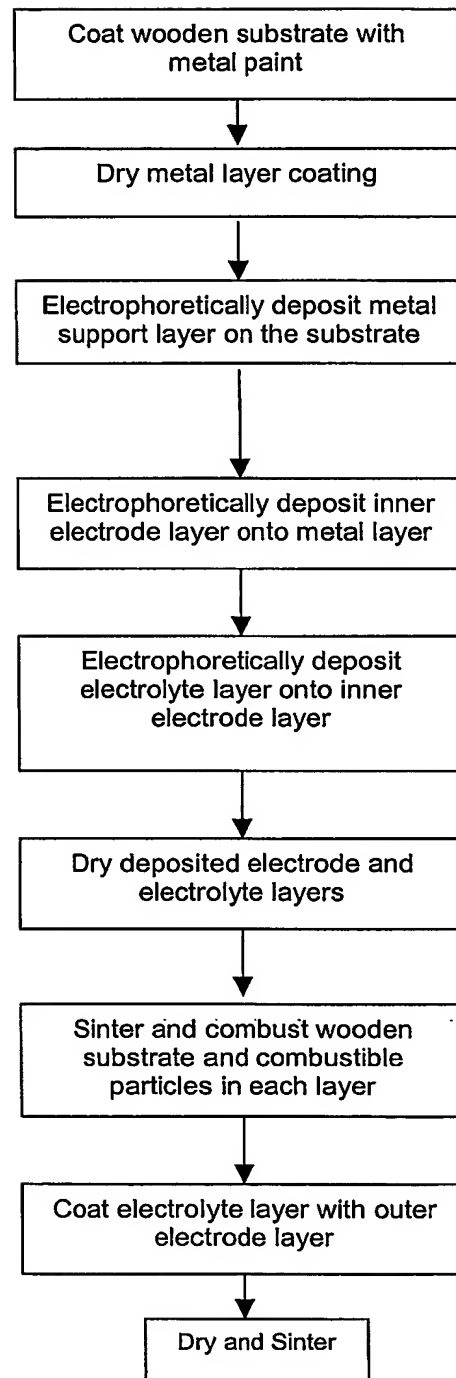 Coat wooden substrate with
metal paint
Dry metal layer coating
Electrophoretically deposit metal
support layer on the substrate
Electrophoretically deposit inner
electrode layer onto metal layer
Electrophoretically deposit
electrolyte layer onto inner
electrode layer
Dry deposited electrode and
electrolyte layers
Sinter and combust wooden
substrate and combustible
particles in each layer
Coat electrolyte layer with outer
electrode layer
Dry and Sinter